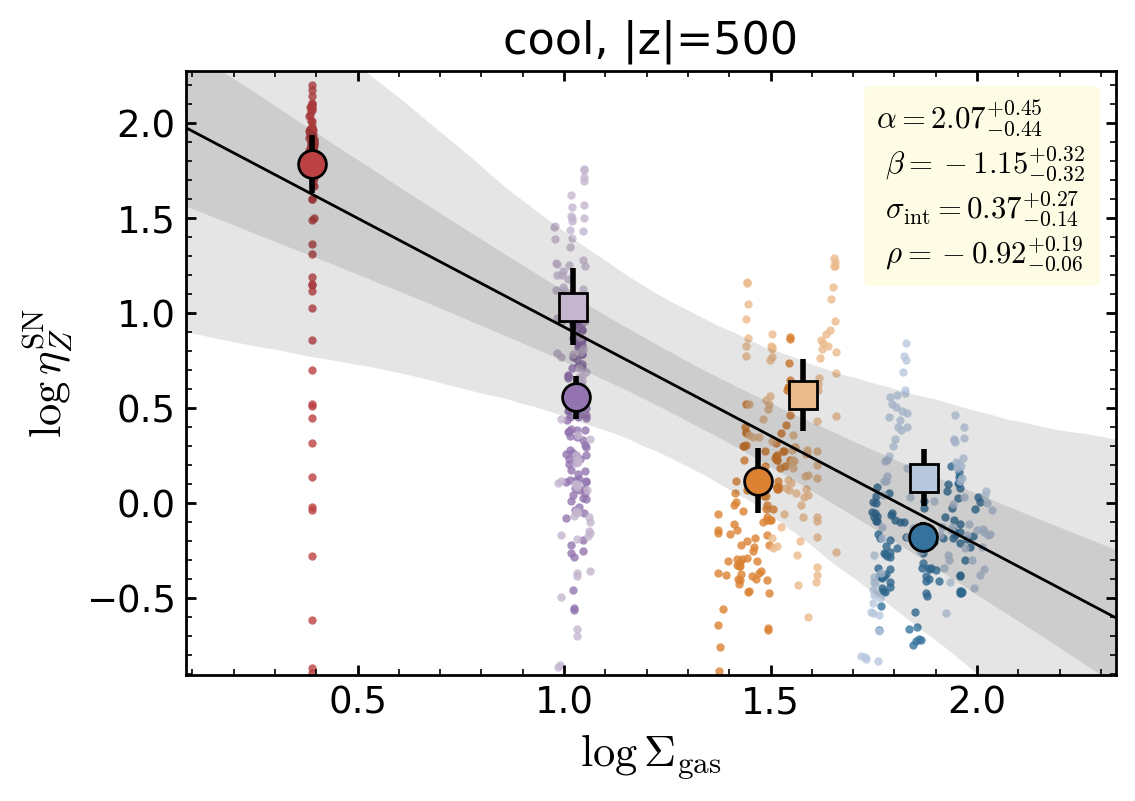 cool, |z|=500
α = 2.07^{+0.45}_{-0.44}
β = −1.15^{+0.32}_{-0.32}
σ_int = 0.37^{+0.27}_{-0.14}
ρ = −0.92^{+0.19}_{-0.06}
log η_Z^SN
2.0
1.5
1.0
0.5
0.0
−0.5
0.5 1.0 1.5 2.0
log Σ_gas